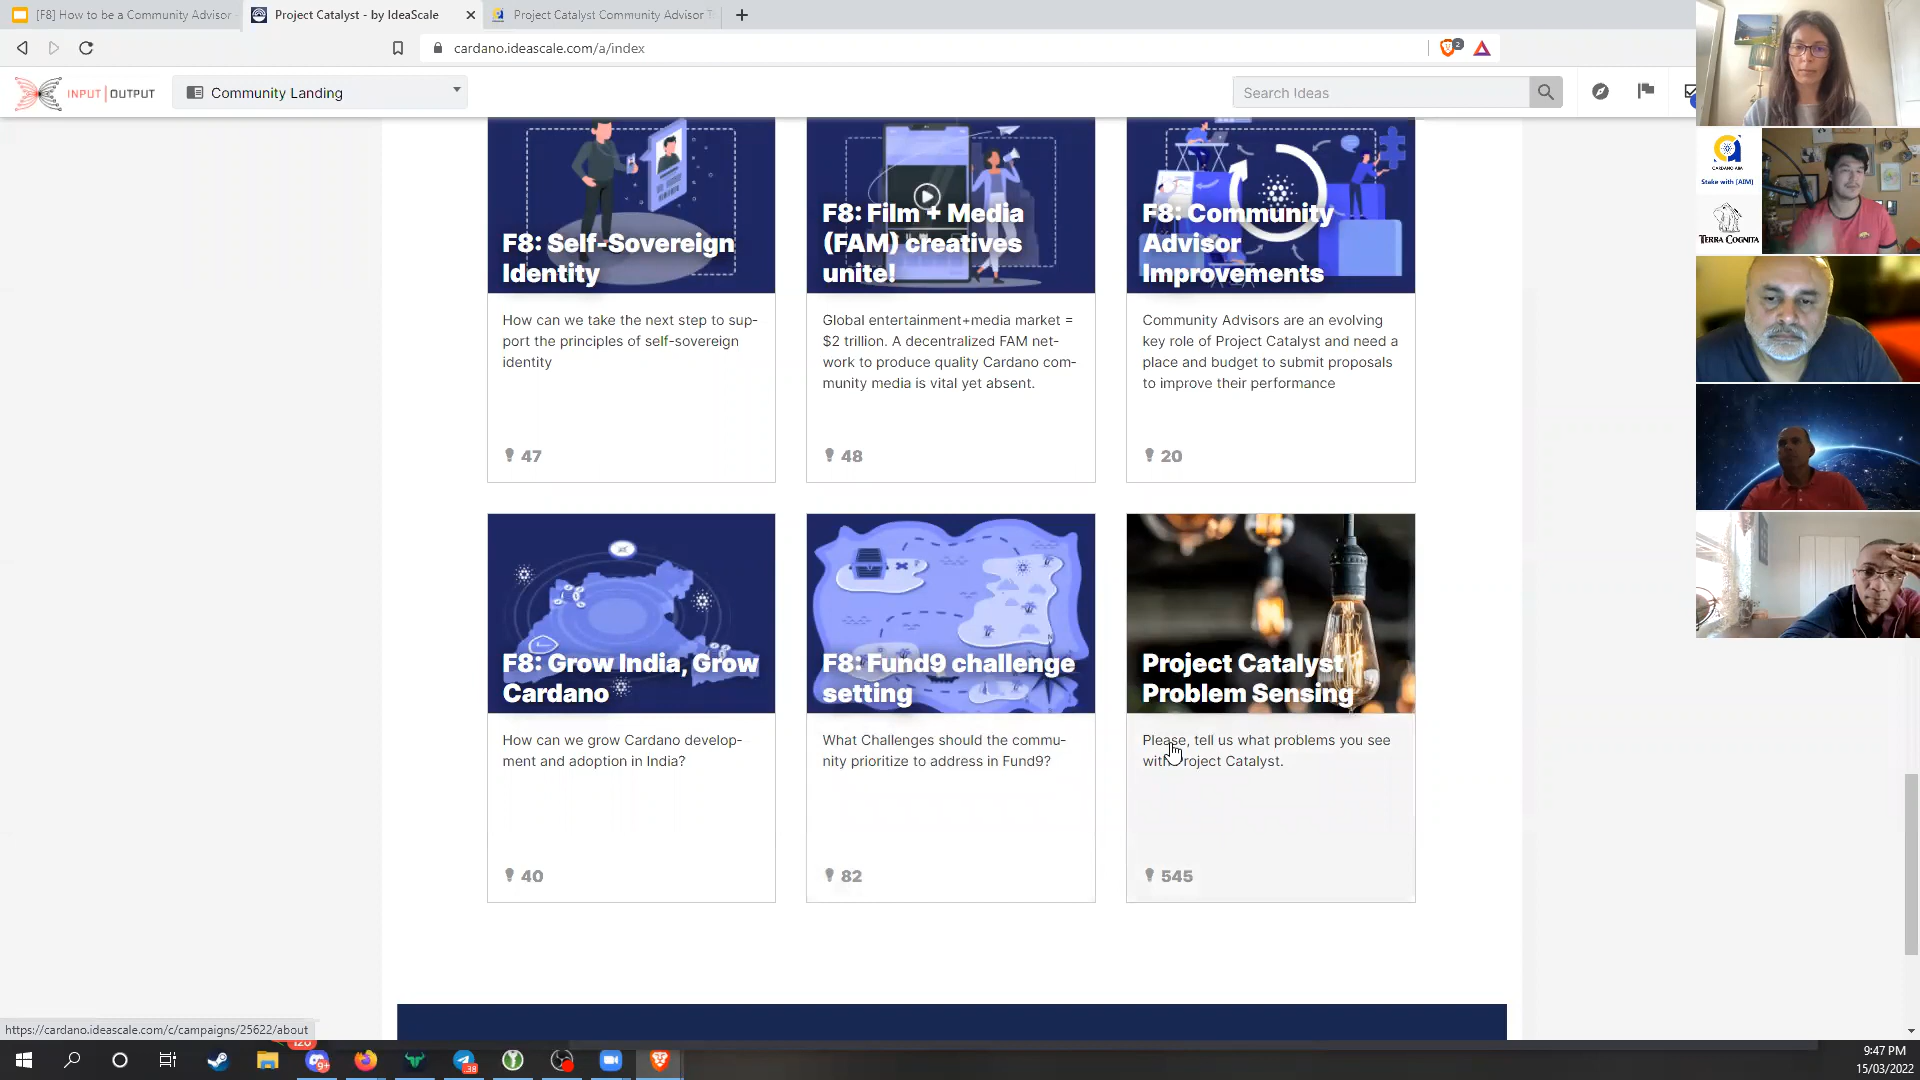 [F8] How to be a Community Advisor -
Project Catalyst - by IdeaScale
Project Catalyst Community Advisor T
cardano.ideascale.com/a/index
2
INPUT | OUTPUT
Community Landing
Search Ideas
F8: Self-Sovereign
Identity
How can we take the next step to sup-
port the principles of self-sovereign
identity
47
F8: Film + Media
(FAM) creatives
unite!
Global entertainment+media market =
$2 trillion. A decentralized FAM net-
work to produce quality Cardano com-
munity media is vital yet absent.
48
F8: Community
Advisor
Improvements
Community Advisors are an evolving
key role of Project Catalyst and need a
place and budget to submit proposals
to improve their performance
20
F8: Grow India, Grow
Cardano
How can we grow Cardano develop-
ment and adoption in India?
40
F8: Fund9 challenge
setting
What Challenges should the commu-
nity prioritize to address in Fund9?
82
Project Catalyst
Problem Sensing
Please, tell us what problems you see
with Project Catalyst.
545
CARDANO AIM
Stake with [AIM]
TERRA COGNITA
https://cardano.ideascale.com/c/campaigns/25622/about
9+
38
9:47 PM
15/03/2022